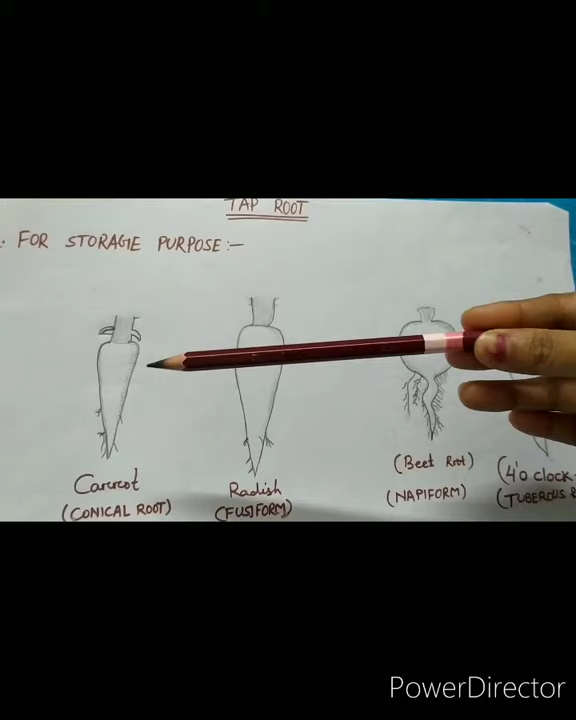 TAP ROOT
FOR STORAGE PURPOSE:-
Carrot
(CONICAL ROOT)
Radish
(FUSIFORM)
(Beet Root)
(NAPIFORM)
(4'o clock
(TUBEROUS
PowerDirector